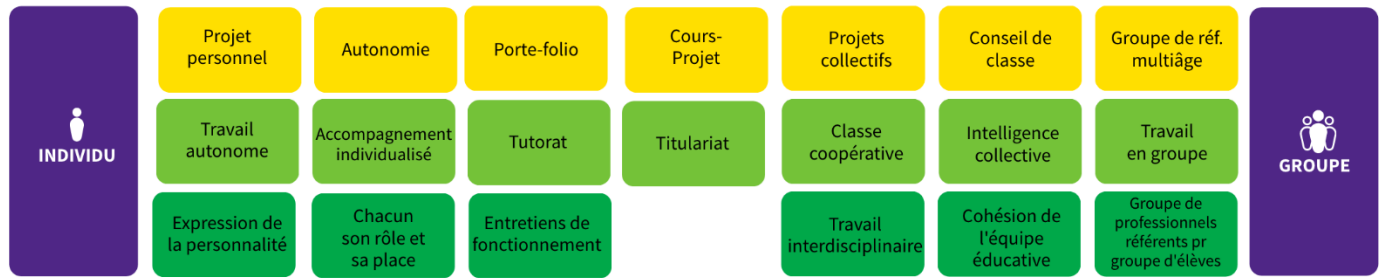 INDIVIDU
Projet
personnel
Autonomie
Porte-folio
Cours-
Projet
Projets
collectifs
Conseil de
classe
Groupe de réf.
multiâge
Travail
autonome
Accompagnement
individualisé
Tutorat
Titulariat
Classe
coopérative
Intelligence
collective
Travail
en groupe
Expression de
la personnalité
Chacun
son rôle et
sa place
Entretiens de
fonctionnement
Travail
interdisciplinaire
Cohésion de
l'équipe
éducative
Groupe de
professionnels
référents pr
groupe d'élèves
GROUPE